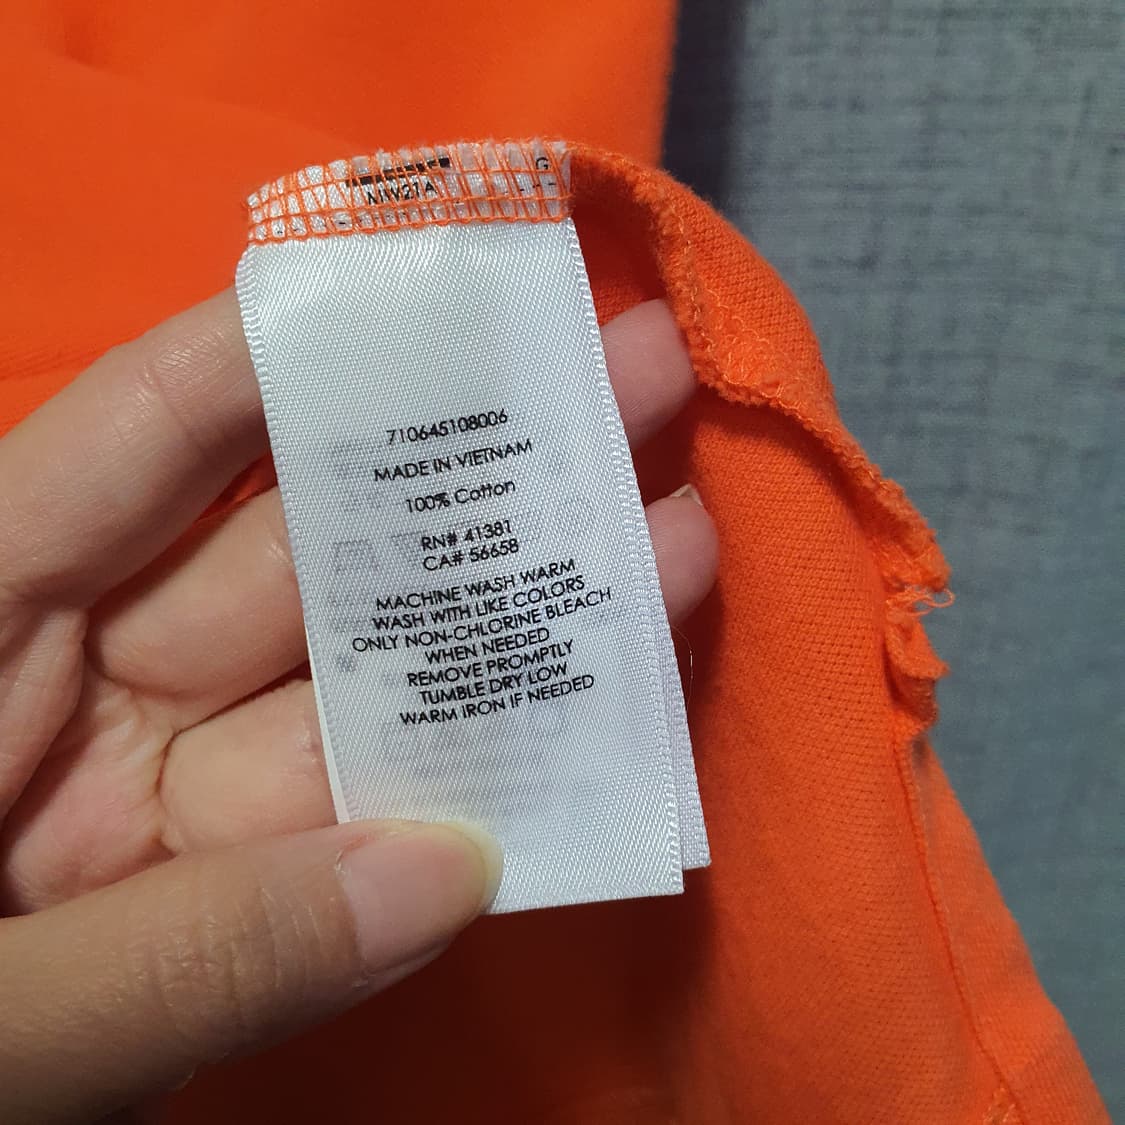 G
MW21A
710645108006
MADE IN VIETNAM
100% Cotton
RN# 41381
CA# 56658
MACHINE WASH WARM
WASH WITH LIKE COLORS
ONLY NON-CHLORINE BLEACH
WHEN NEEDED
REMOVE PROMPTLY
TUMBLE DRY LOW
WARM IRON IF NEEDED